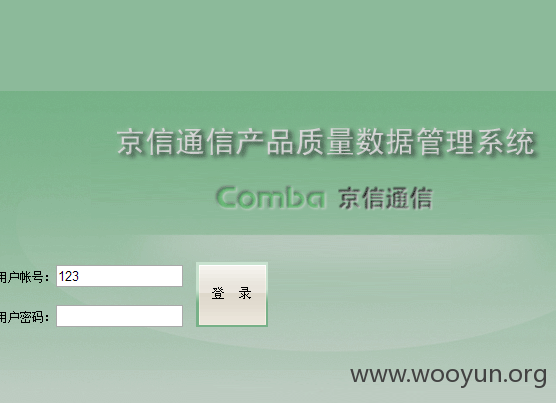 京信通信产品质量数据管理系统
Comba 京信通信
用户帐号：123
登 录
用户密码：
www.wooyun.org